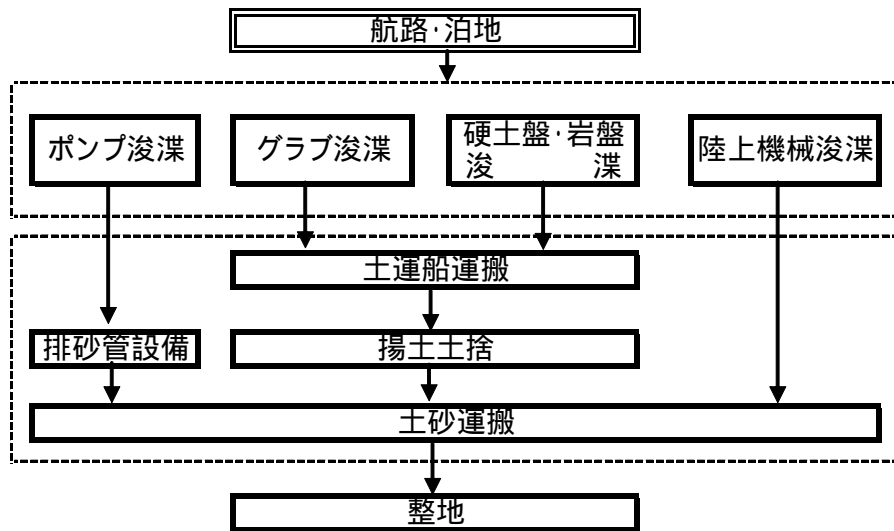 航路・泊地
ポンプ浚渫
グラブ浚渫
硬土盤・岩盤
浚渫
陸上機械浚渫
土運船運搬
排砂管設備
揚土土捨
土砂運搬
整地